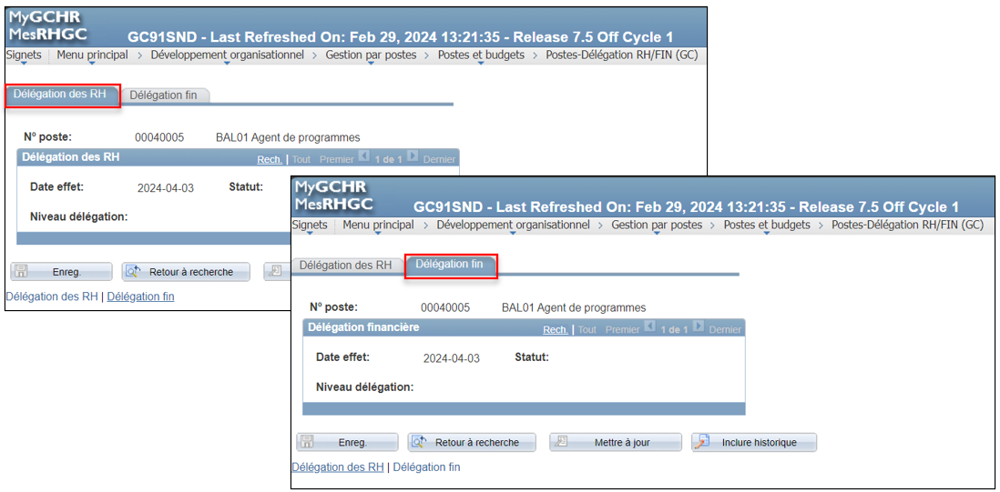 MyGCHR
MesRHGC
GC91SND - Last Refreshed On: Feb 29, 2024 13:21:35 - Release 7.5 Off Cycle 1
Signets Menu principal > Développement organisationnel > Gestion par postes > Postes et budgets > Postes-Délégation RH/FIN (GC)
Délégation des RH Délégation fin
Nº poste: 00040005 BAL01 Agent de programmes
Délégation des RH Rech. | Tout Premier 1 de 1 Dernier
Date effet: 2024-04-03 Statut:
Niveau délégation:
Enreg. Retour à recherche
Délégation des RH | Délégation fin
MyGCHR
MesRHGC
GC91SND - Last Refreshed On: Feb 29, 2024 13:21:35 - Release 7.5 Off Cycle 1
Signets Menu principal > Développement organisationnel > Gestion par postes > Postes et budgets > Postes-Délégation RH/FIN (GC)
Délégation des RH Délégation fin
Nº poste: 00040005 BAL01 Agent de programmes
Délégation financière Rech. | Tout Premier 1 de 1 Dernier
Date effet: 2024-04-03 Statut:
Niveau délégation:
Enreg. Retour à recherche Mettre à jour Inclure historique
Délégation des RH | Délégation fin